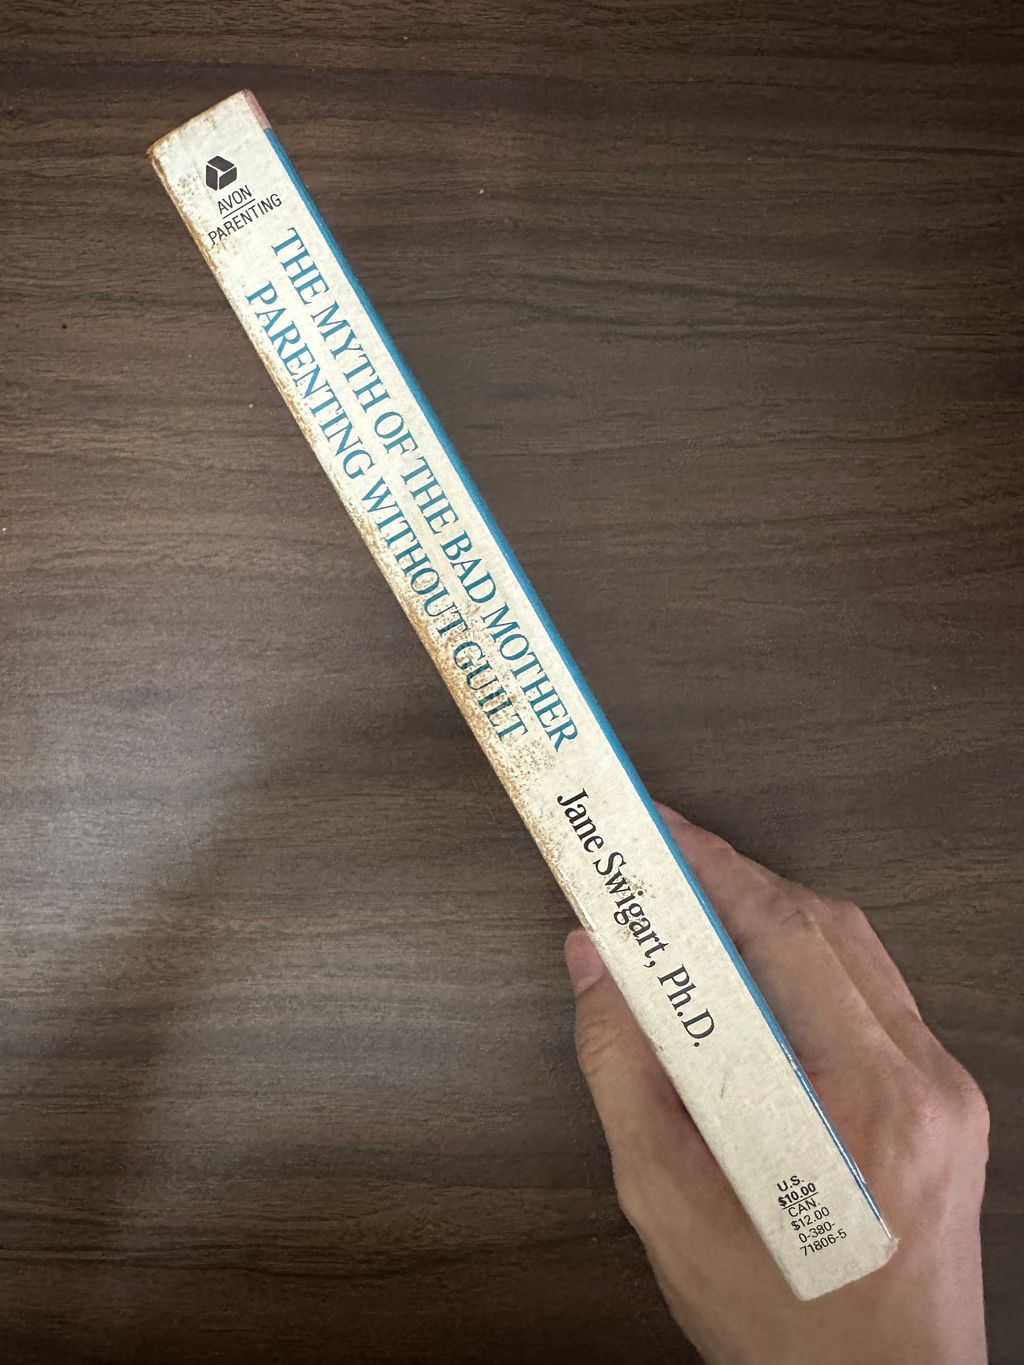 AVON
PARENTING
THE MYTH OF THE BAD MOTHER
PARENTING WITHOUT GUILT
Jane Swigart, Ph.D.
U.S.
$10.00
CAN.
$12.00
0-380-
71806-5